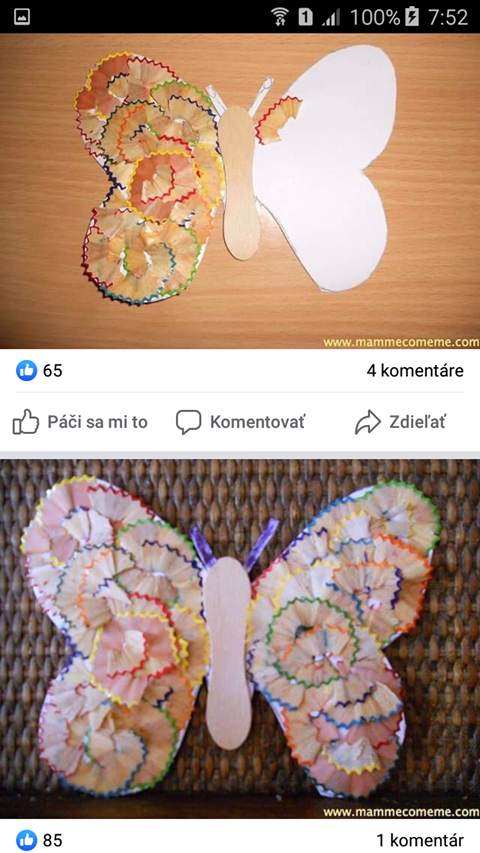 1 100% 7:52
www.mammecomeme.com
65 4 komentáre
Páči sa mi to Komentovať Zdieľať
www.mammecomeme.com
85 1 komentár